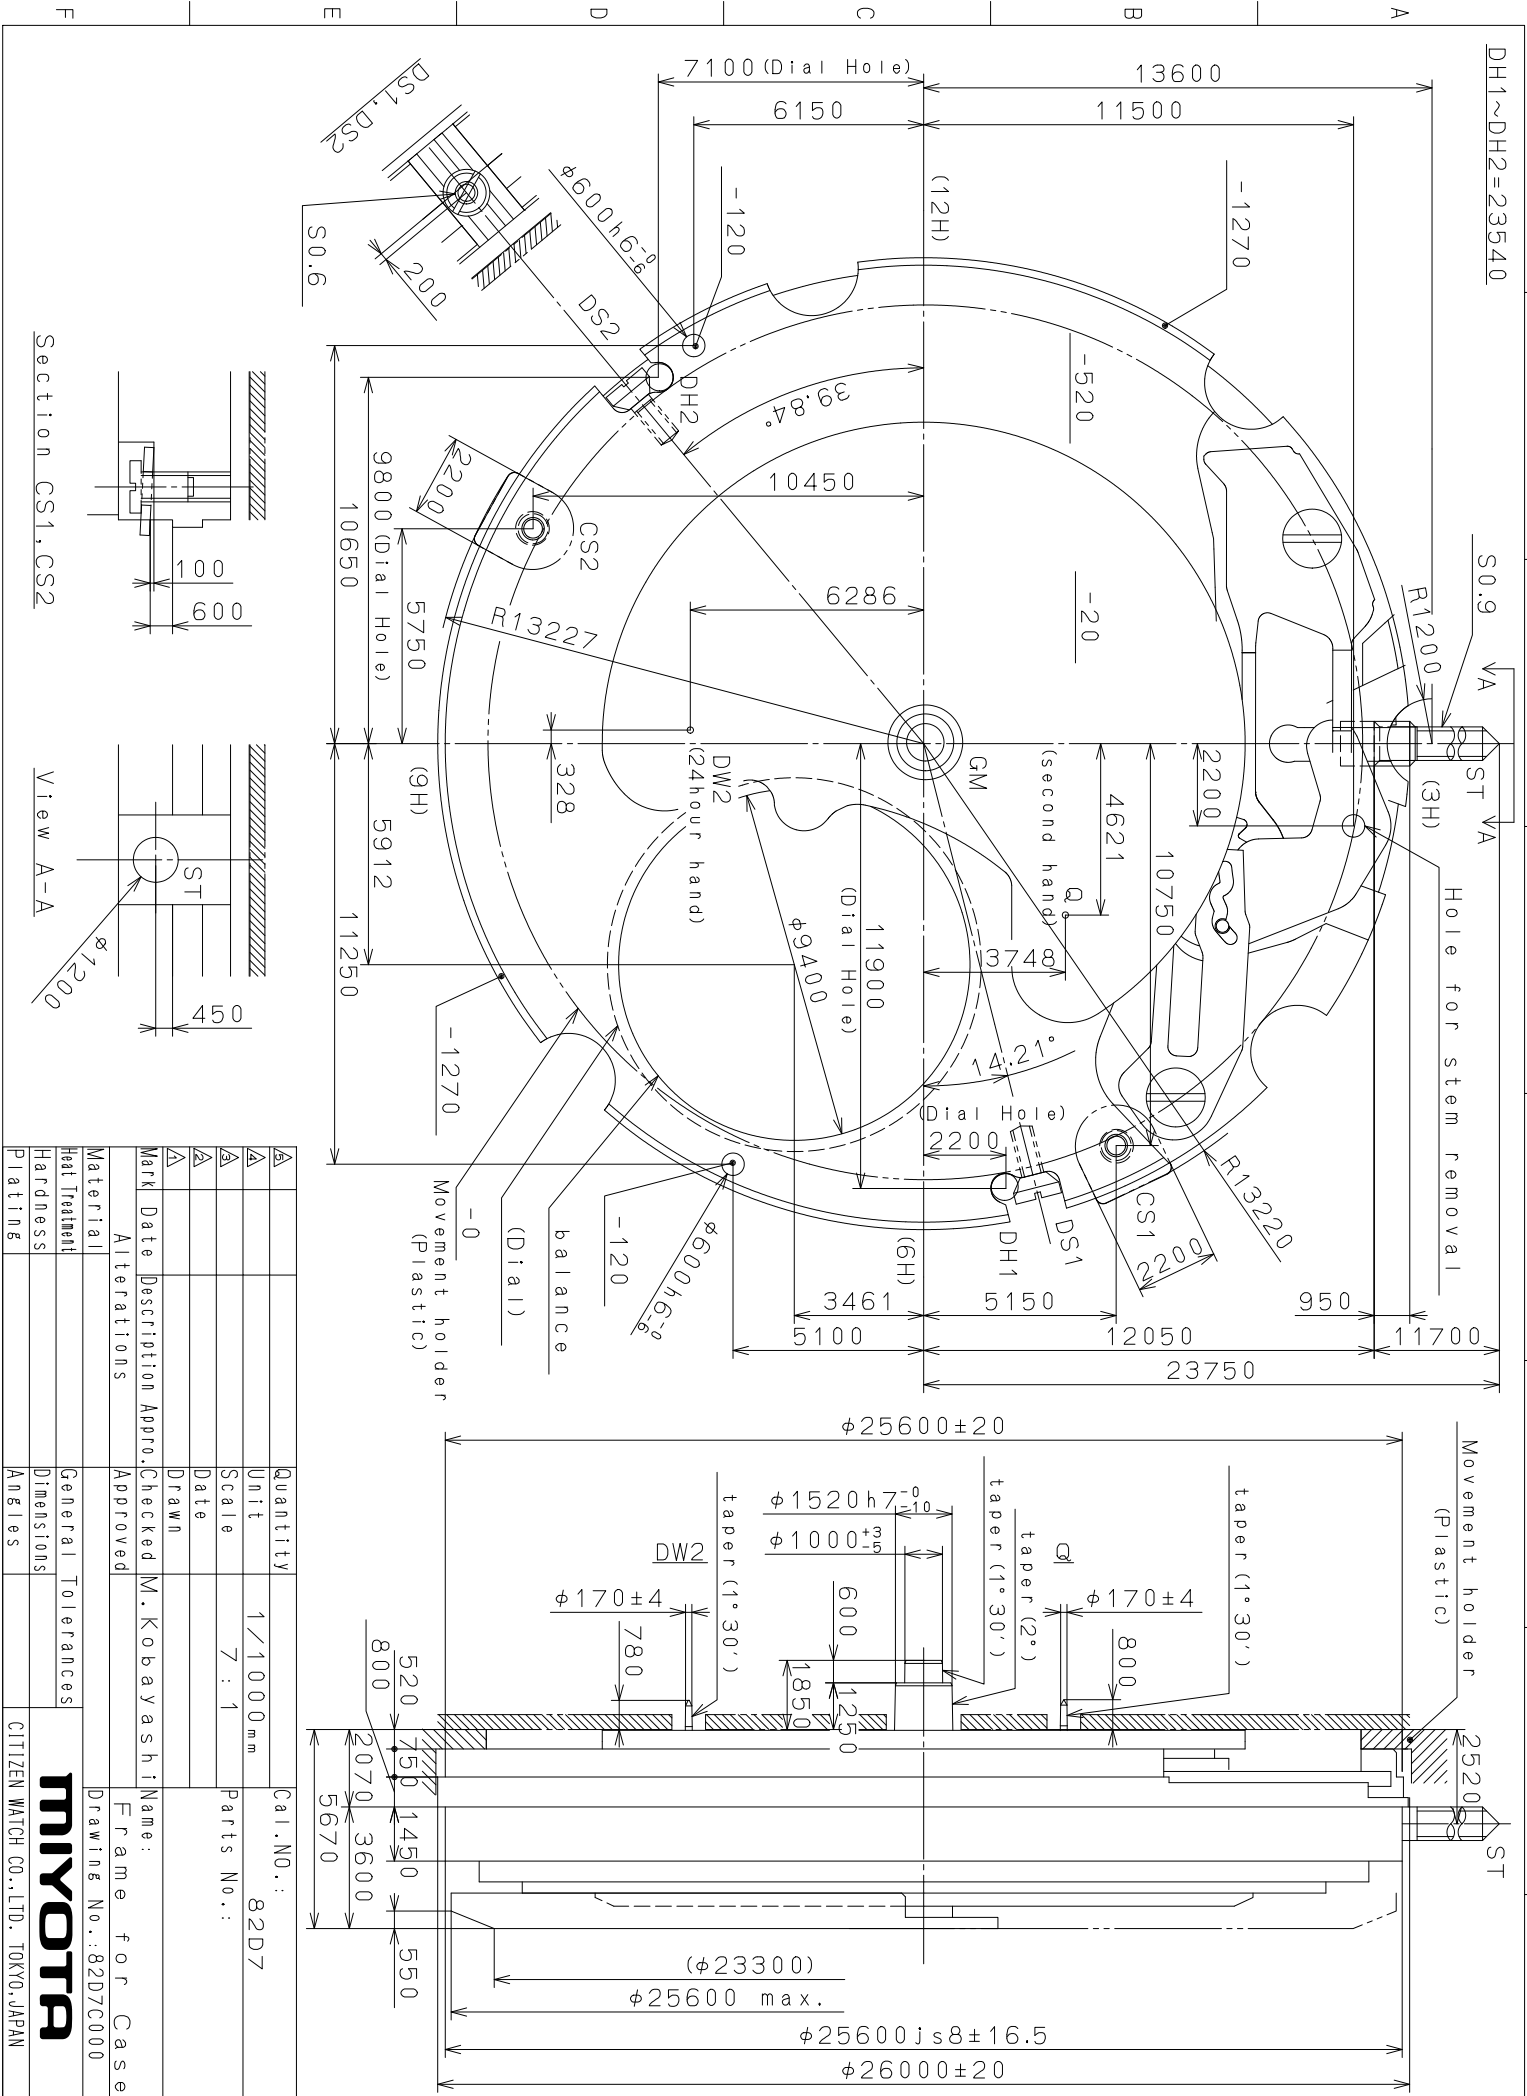 F
E
D
C
B
A
DH1~DH2=23540
7100 (Dial Hole)
13600
6150
11500
DS1,DS2
(12H)
-1270
-120
φ600h6 -0 -6
S0.6
200
DS2
DH2
39.84°
-520
S0.9
R1200
A
A
ST
(3H)
10450
9800 (Dial Hole)
10650
2200
5750
CS2
R13227
6286
-20
Section CS1,CS2
100
600
GM
(9H)
328
DW2
(24hour hand)
5912
11250
(second hand)
Q
4621
10750
2200
3748
11900
(Dial Hole)
φ9400
14.21°
(Dial Hole)
2200
Hole for stem removal
View A-A
ST
φ1200
450
-1270
R13220
CS1
2200
DS1
DH1
(6H)
-120
φ600h6 -0 -6
balance
(Dial)
-0
Movement holder
(Plastic)
3461
5150
950
5100
12050
11700
23750
φ25600±20
Movement holder
(Plastic)
φ1520h7 -0 -10
φ1000 +3 -5
taper(1°30')
taper(2°)
taper(1°30')
taper(1°30')
DW2
Q
φ170±4
φ170±4
780
600
800
1850
1250
520
800
750
2070
1450
3600
5670
550
2520
ST
(φ23300)
φ25600 max.
φ25600js8±16.5
φ26000±20
5
4
3
2
1
Mark Date Description Appro.
Alterations
Material
Heat Treatment
Hardness
Plating
Quantity
Unit 1/1000mm
Scale 7:1
Date
Drawn
Checked M.Kobayashi
Approved
General Tolerances
Dimensions
Angles
Cal.NO.: 82D7
Parts No.:
Name:
Frame for Case
Drawing No.:82D7C000
MIYOTA
CITIZEN WATCH CO.,LTD. TOKYO,JAPAN